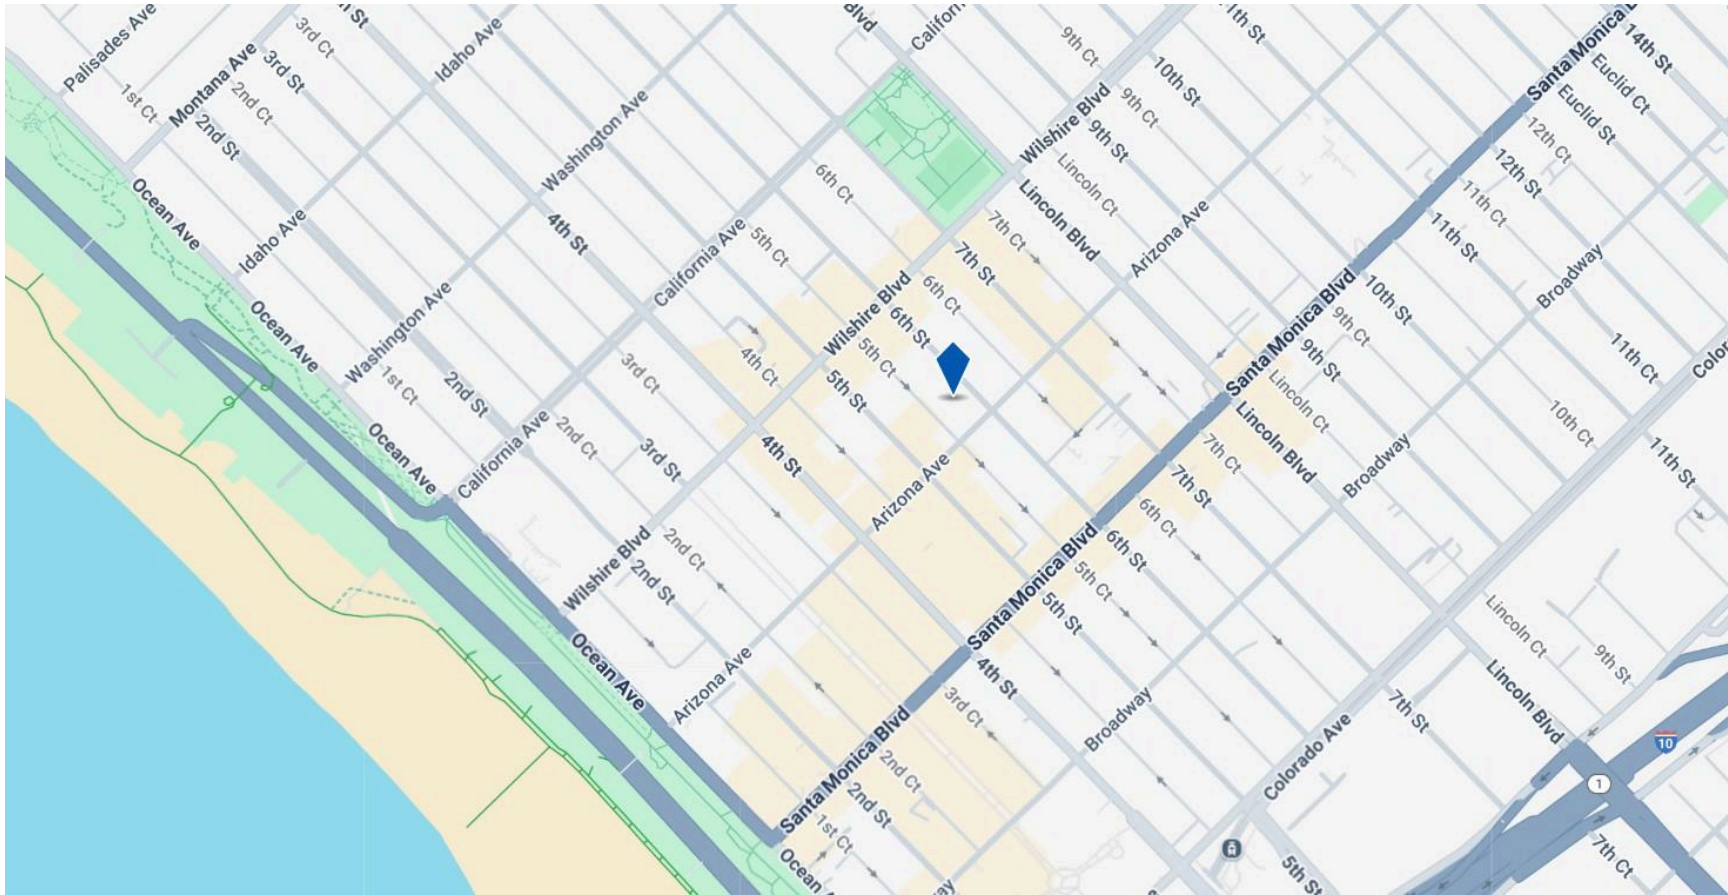 Palisades Ave
3rd Ct
Idaho Ave
Blvd
California
9th Ct
11th St
Santa Monica Bl
14th St
Montana Ave
3rd St
1st Ct
2nd Ct
2nd St
Washington Ave
Wilshire Blvd
10th St
9th Ct
9th St
Euclid Ct
Euclid St
12th Ct
12th St
Ocean Ave
Idaho Ave
4th St
6th Ct
Lincoln Ct
Lincoln Blvd
11th Ct
11th St
California Ave
5th Ct
7th Ct
7th St
Arizona Ave
Broadway
Ocean Ave
Washington Ave
Wilshire Blvd
6th Ct
6th St
Santa Monica Blvd
10th St
9th Ct
9th St
11th Ct
Color
1st Ct
2nd St
3rd Ct
4th Ct
5th Ct
5th St
Lincoln Ct
Lincoln Blvd
10th Ct
11th St
Ocean Ave
California Ave
2nd Ct
3rd St
4th St
Arizona Ave
7th Ct
7th St
Broadway
Wilshire Blvd
2nd Ct
2nd St
Santa Monica Blvd
6th Ct
6th St
5th Ct
5th St
Lincoln Ct
9th St
Ocean Ave
Arizona Ave
4th St
3rd Ct
Broadway
7th St
Lincoln Blvd
10
Santa Monica Blvd
2nd Ct
2nd St
Colorado Ave
1
1st Ct
Ocean A
way
5th St
7th Ct